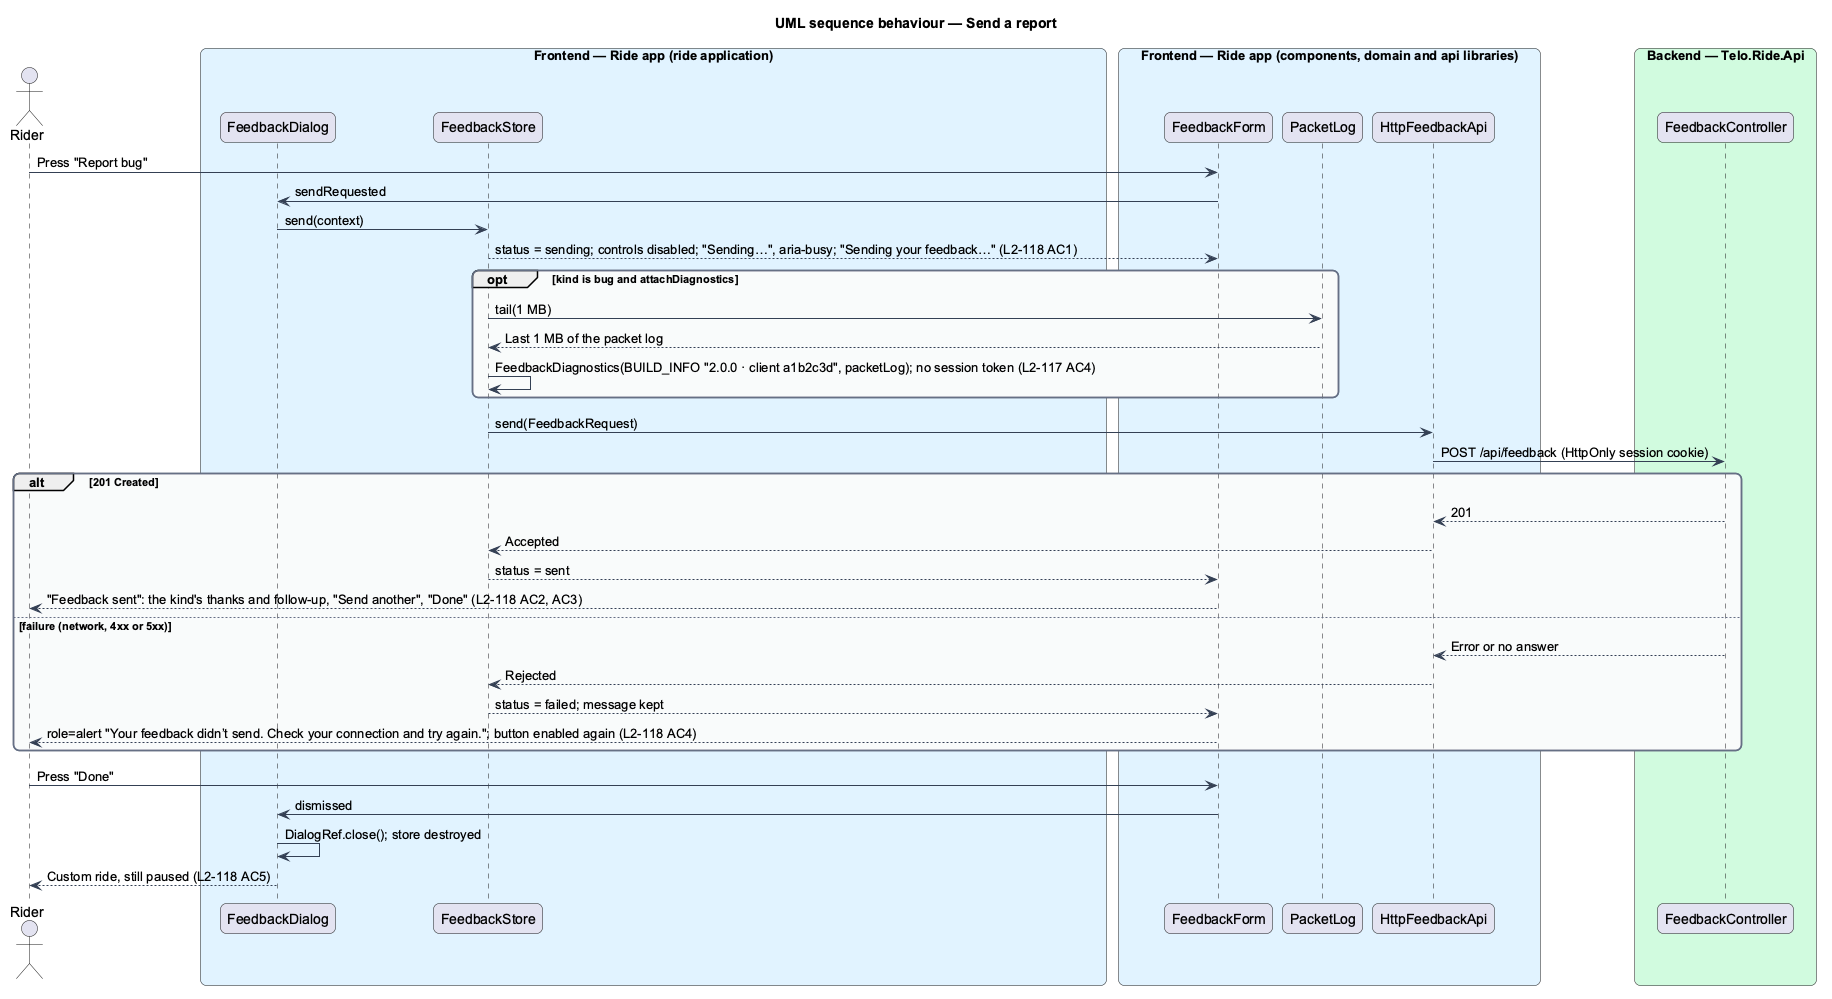 UML sequence behaviour — Send a report
Frontend — Ride app (ride application)
Frontend — Ride app (components, domain and api libraries)
Backend — Telo.Ride.Api
Rider
FeedbackDialog
FeedbackStore
FeedbackForm
PacketLog
HttpFeedbackApi
FeedbackController
Press "Report bug"
sendRequested
send(context)
status = sending; controls disabled; "Sending…", aria-busy; "Sending your feedback…" (L2-118 AC1)
opt
[kind is bug and attachDiagnostics]
tail(1 MB)
Last 1 MB of the packet log
FeedbackDiagnostics(BUILD_INFO "2.0.0 · client a1b2c3d", packetLog); no session token (L2-117 AC4)
send(FeedbackRequest)
POST /api/feedback (HttpOnly session cookie)
alt
[201 Created]
201
Accepted
status = sent
"Feedback sent": the kind's thanks and follow-up, "Send another", "Done" (L2-118 AC2, AC3)
[failure (network, 4xx or 5xx)]
Error or no answer
Rejected
status = failed; message kept
role=alert "Your feedback didn't send. Check your connection and try again."; button enabled again (L2-118 AC4)
Press "Done"
dismissed
DialogRef.close(); store destroyed
Custom ride, still paused (L2-118 AC5)
Rider
FeedbackDialog
FeedbackStore
FeedbackForm
PacketLog
HttpFeedbackApi
FeedbackController